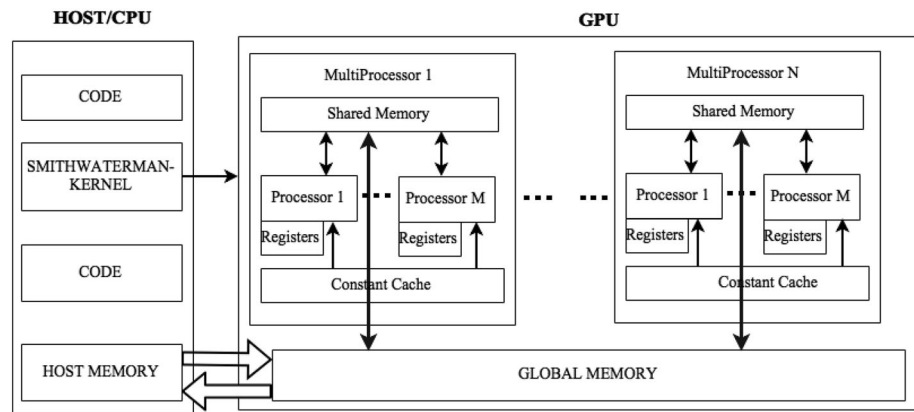 HOST/CPU
GPU
CODE
SMITHWATERMAN-
KERNEL
CODE
HOST MEMORY
MultiProcessor 1
Shared Memory
Processor 1
Processor M
Registers
Registers
Constant Cache
MultiProcessor N
Shared Memory
Processor 1
Processor M
Registers
Registers
Constant Cache
GLOBAL MEMORY